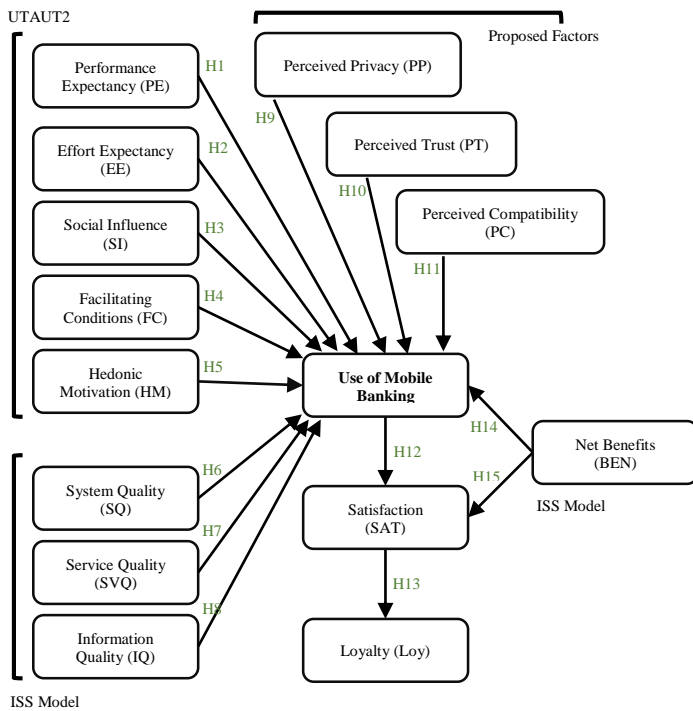 UTAUT2
Proposed Factors
Performance
Expectancy (PE)
H1
Perceived Privacy (PP)
H9
Effort Expectancy
(EE)
H2
Perceived Trust (PT)
H10
Social Influence
(SI)
H3
Perceived Compatibility
(PC)
H11
Facilitating
Conditions (FC)
H4
Hedonic
Motivation (HM)
H5
Use of Mobile
Banking
H14
Net Benefits
(BEN)
H15
ISS Model
H12
System Quality
(SQ)
H6
Satisfaction
(SAT)
Service Quality
(SVQ)
H7
H13
Information
Quality (IQ)
H8
Loyalty (Loy)
ISS Model